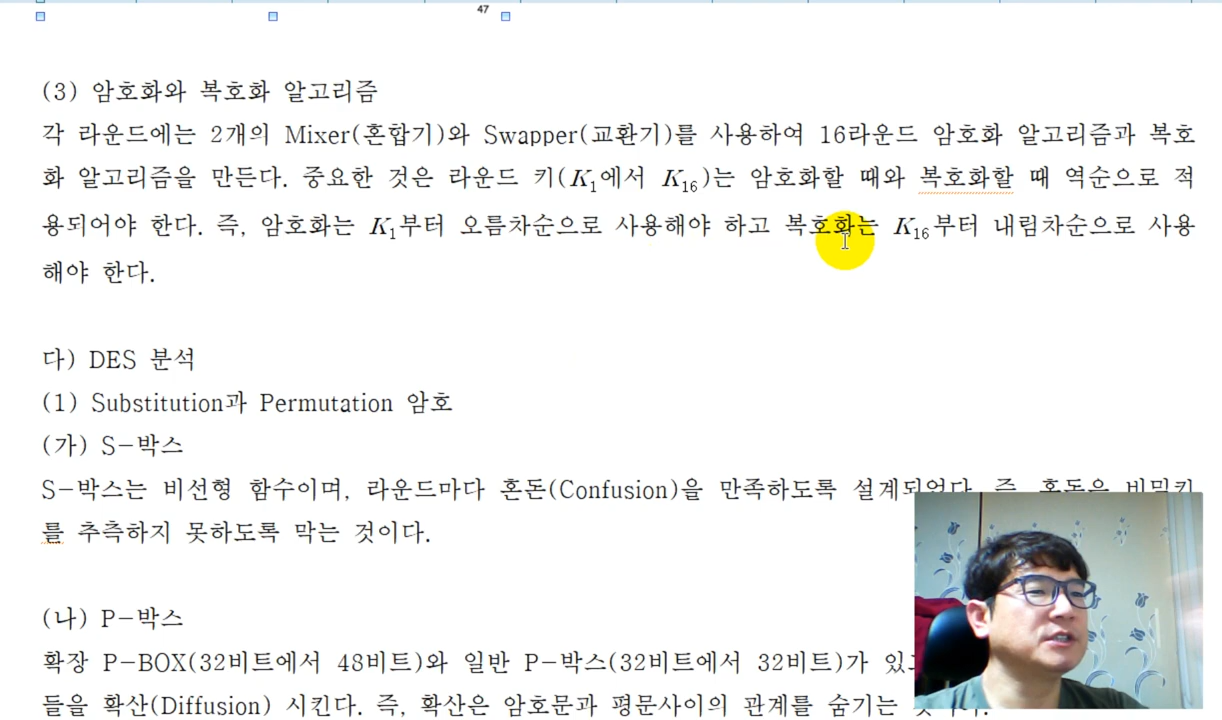 47
(3) 암호화와 복호화 알고리즘
각 라운드에는 2개의 Mixer(혼합기)와 Swapper(교환기)를 사용하여 16라운드 암호화 알고리즘과 복호
화 알고리즘을 만든다. 중요한 것은 라운드 키(K₁에서 K₁₆)는 암호화할 때와 복호화할 때 역순으로 적
용되어야 한다. 즉, 암호화는 K₁부터 오름차순으로 사용해야 하고 복호화는 K₁₆부터 내림차순으로 사용
해야 한다.
다) DES 분석
(1) Substitution과 Permutation 암호
(가) S-박스
S-박스는 비선형 함수이며, 라운드마다 혼돈(Confusion)을 만족하도록 설계되었다. 즉, 혼돈은 비밀키
를 추측하지 못하도록 막는 것이다.
(나) P-박스
확장 P-BOX(32비트에서 48비트)와 일반 P-박스(32비트에서 32비트)가 있
들을 확산(Diffusion) 시킨다. 즉, 확산은 암호문과 평문사이의 관계를 숨기는